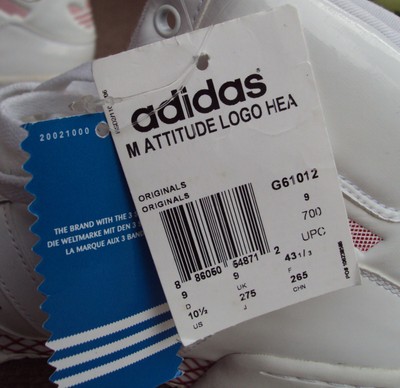 adidas
M ATTITUDE LOGO HEA
ORIGINALS
ORIGINALS
G61012
9
700
UPC
8 86050 54871 2
9 9 43 1/3
D UK F
10½ 275 265
US J CHN
20021000
THE BRAND WITH THE 3
DIE WELTMARKE MIT DEN 3
LA MARQUE AUX 3 BAND